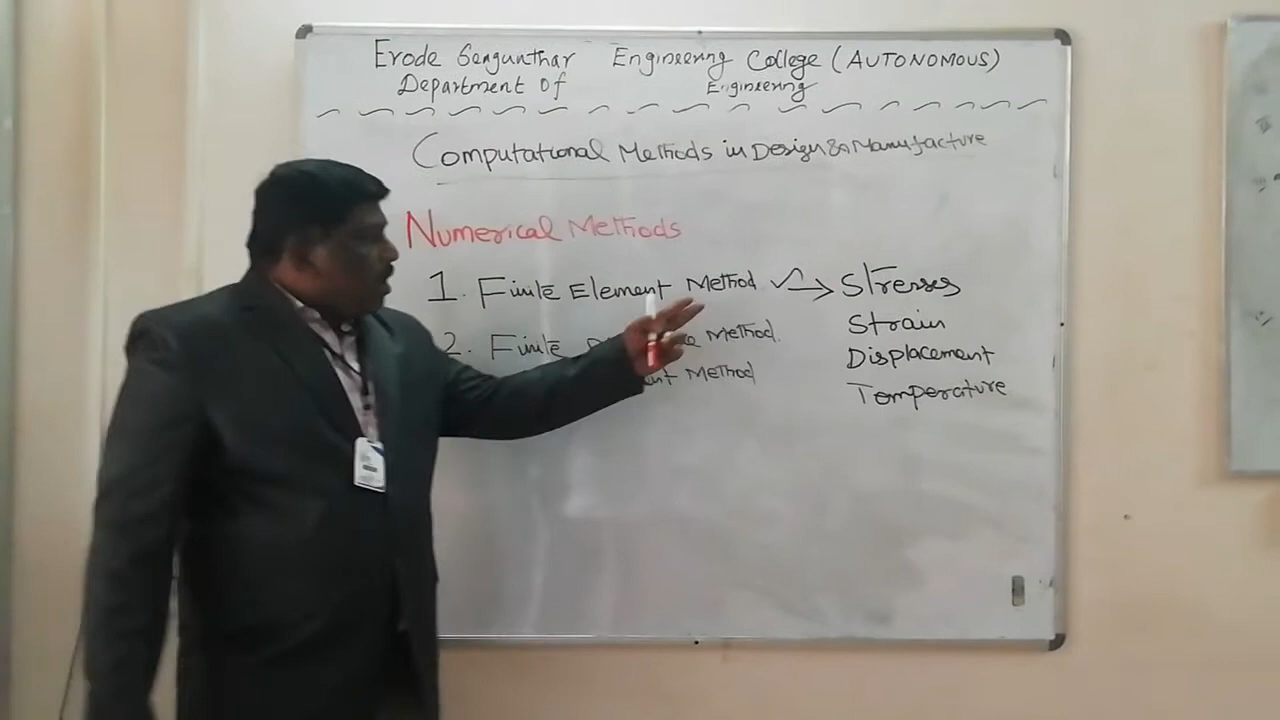 Erode Sengunthar Engineering College (AUTONOMOUS)
Department of Engineering
Computational Methods in Design & Manufacture
Numerical Methods
1. Finite Element Method → Stresses
2. Finite Method. Strain
Method Displacement
Temperature